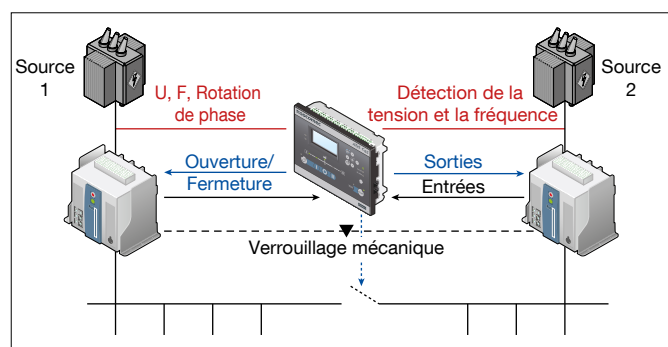 Source
1
Source
2
U, F, Rotation
de phase
Détection de la
tension et la fréquence
Ouverture/
Fermeture
Sorties
Entrées
Verrouillage mécanique